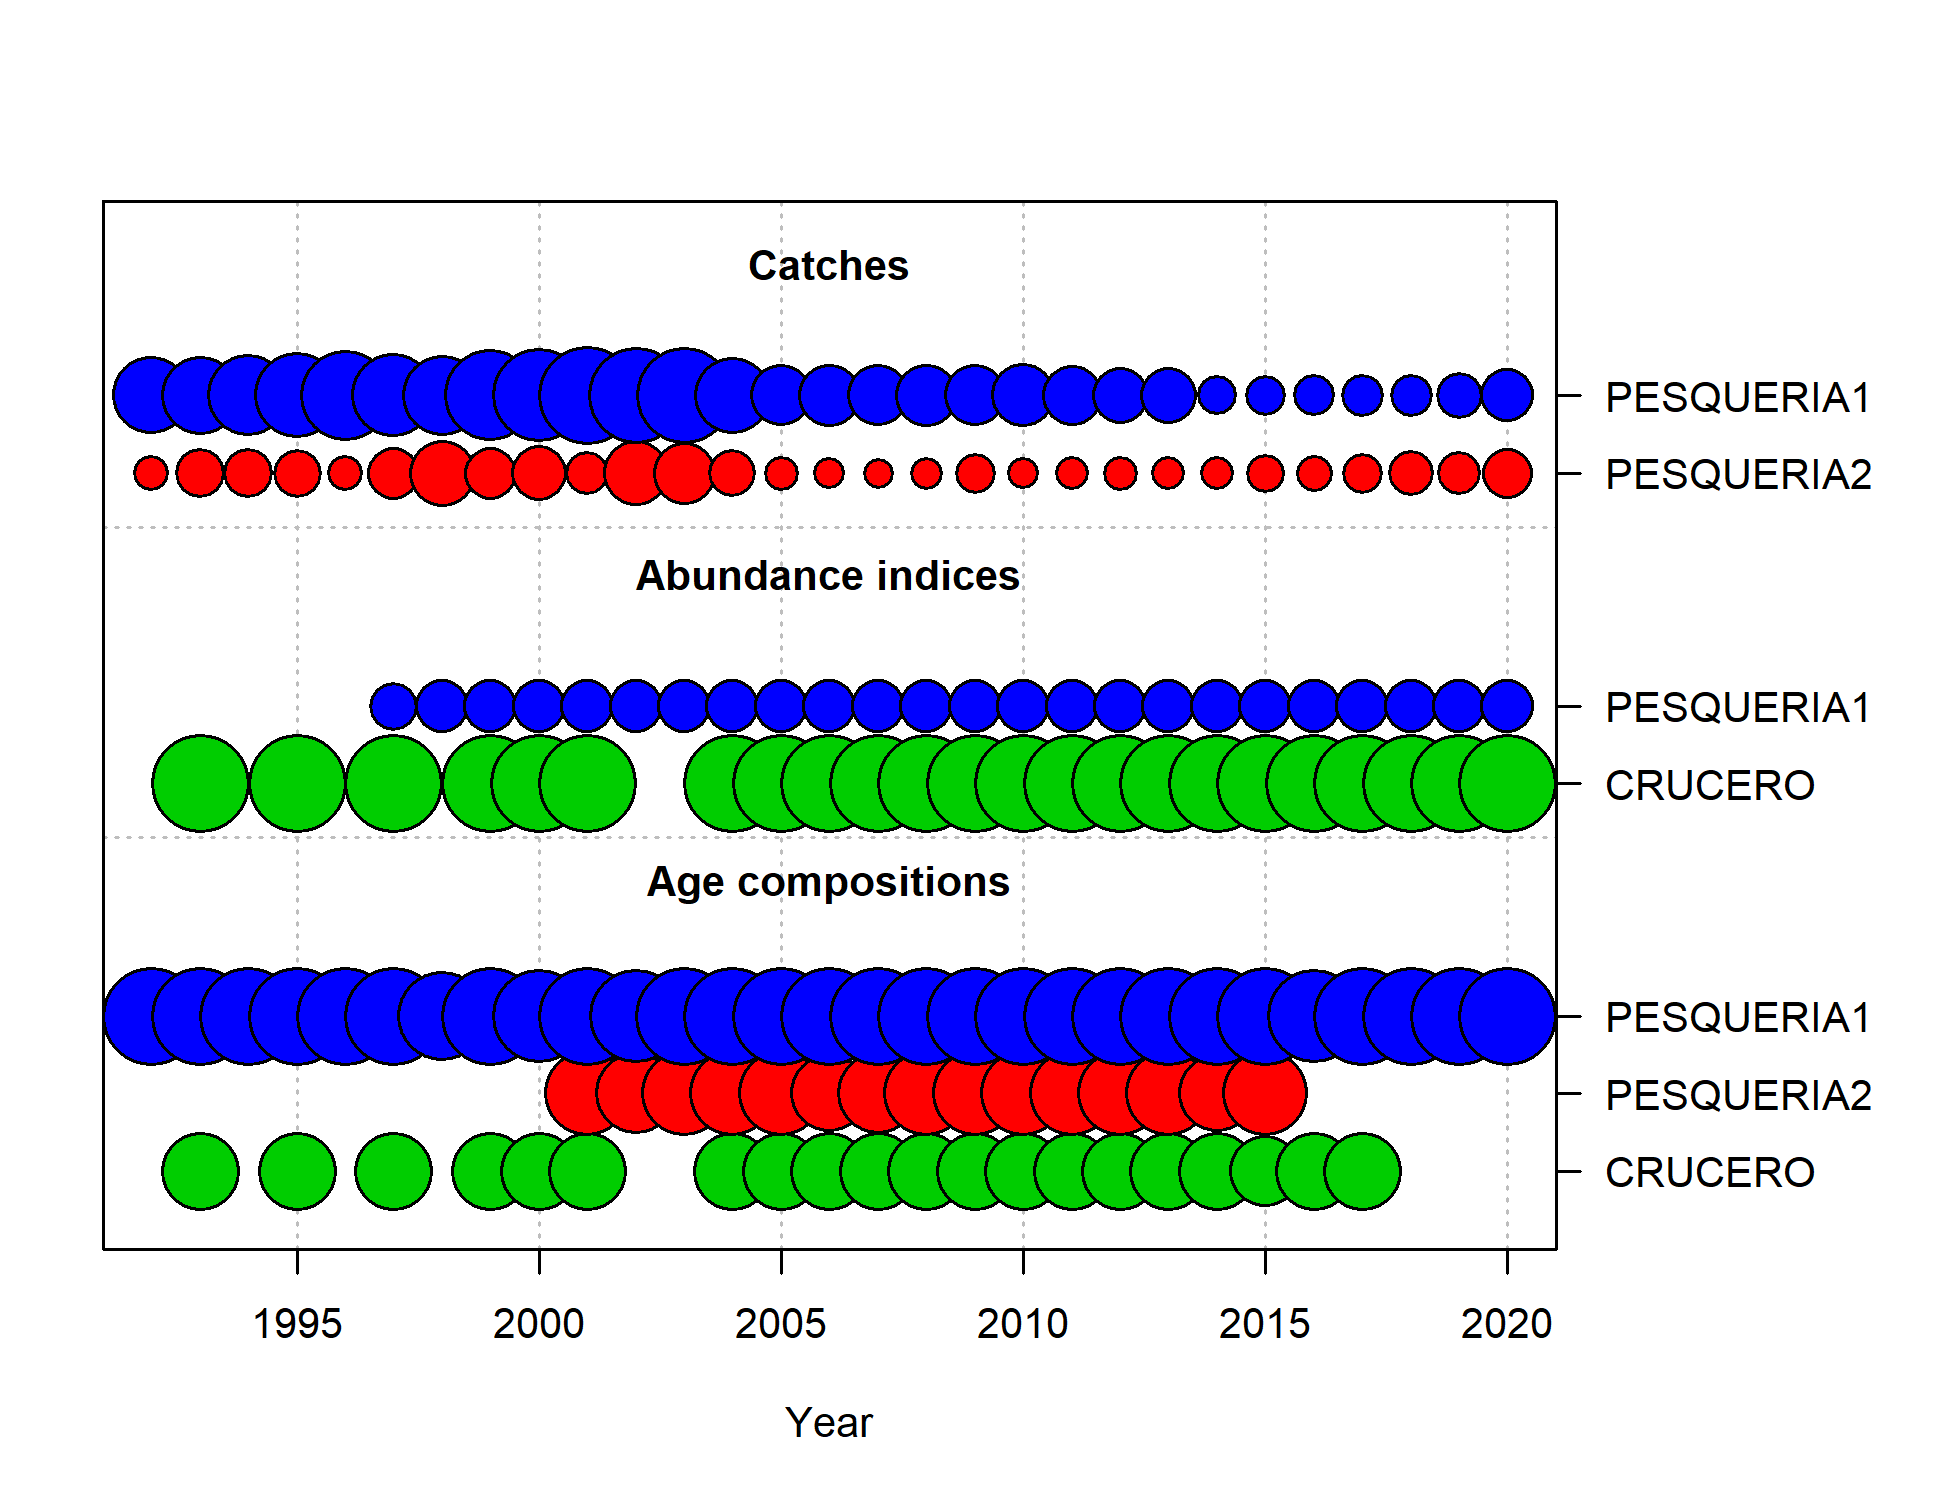 Catches
PESQUERIA1
PESQUERIA2
Abundance indices
PESQUERIA1
CRUCERO
Age compositions
PESQUERIA1
PESQUERIA2
CRUCERO
1995 2000 2005 2010 2015 2020
Year